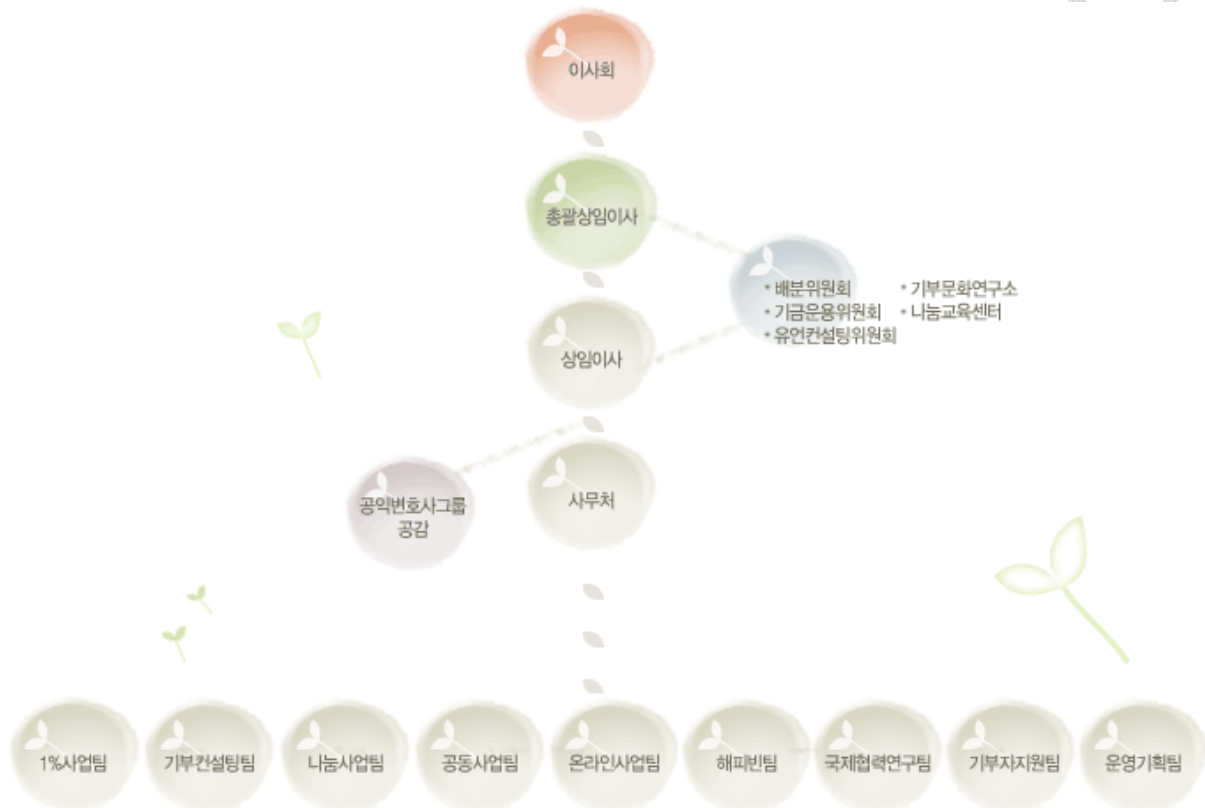 이사회
총괄상임이사
• 배분위원회 • 기부문화연구소
• 기금운용위원회 • 나눔교육센터
• 유언컨설팅위원회
상임이사
사무처
공익변호사그룹
공감
1%사업팀 기부컨설팅팀 나눔사업팀 공동사업팀 온라인사업팀 해피빈팀 국제협력연구팀 기부자지원팀 운영기획팀